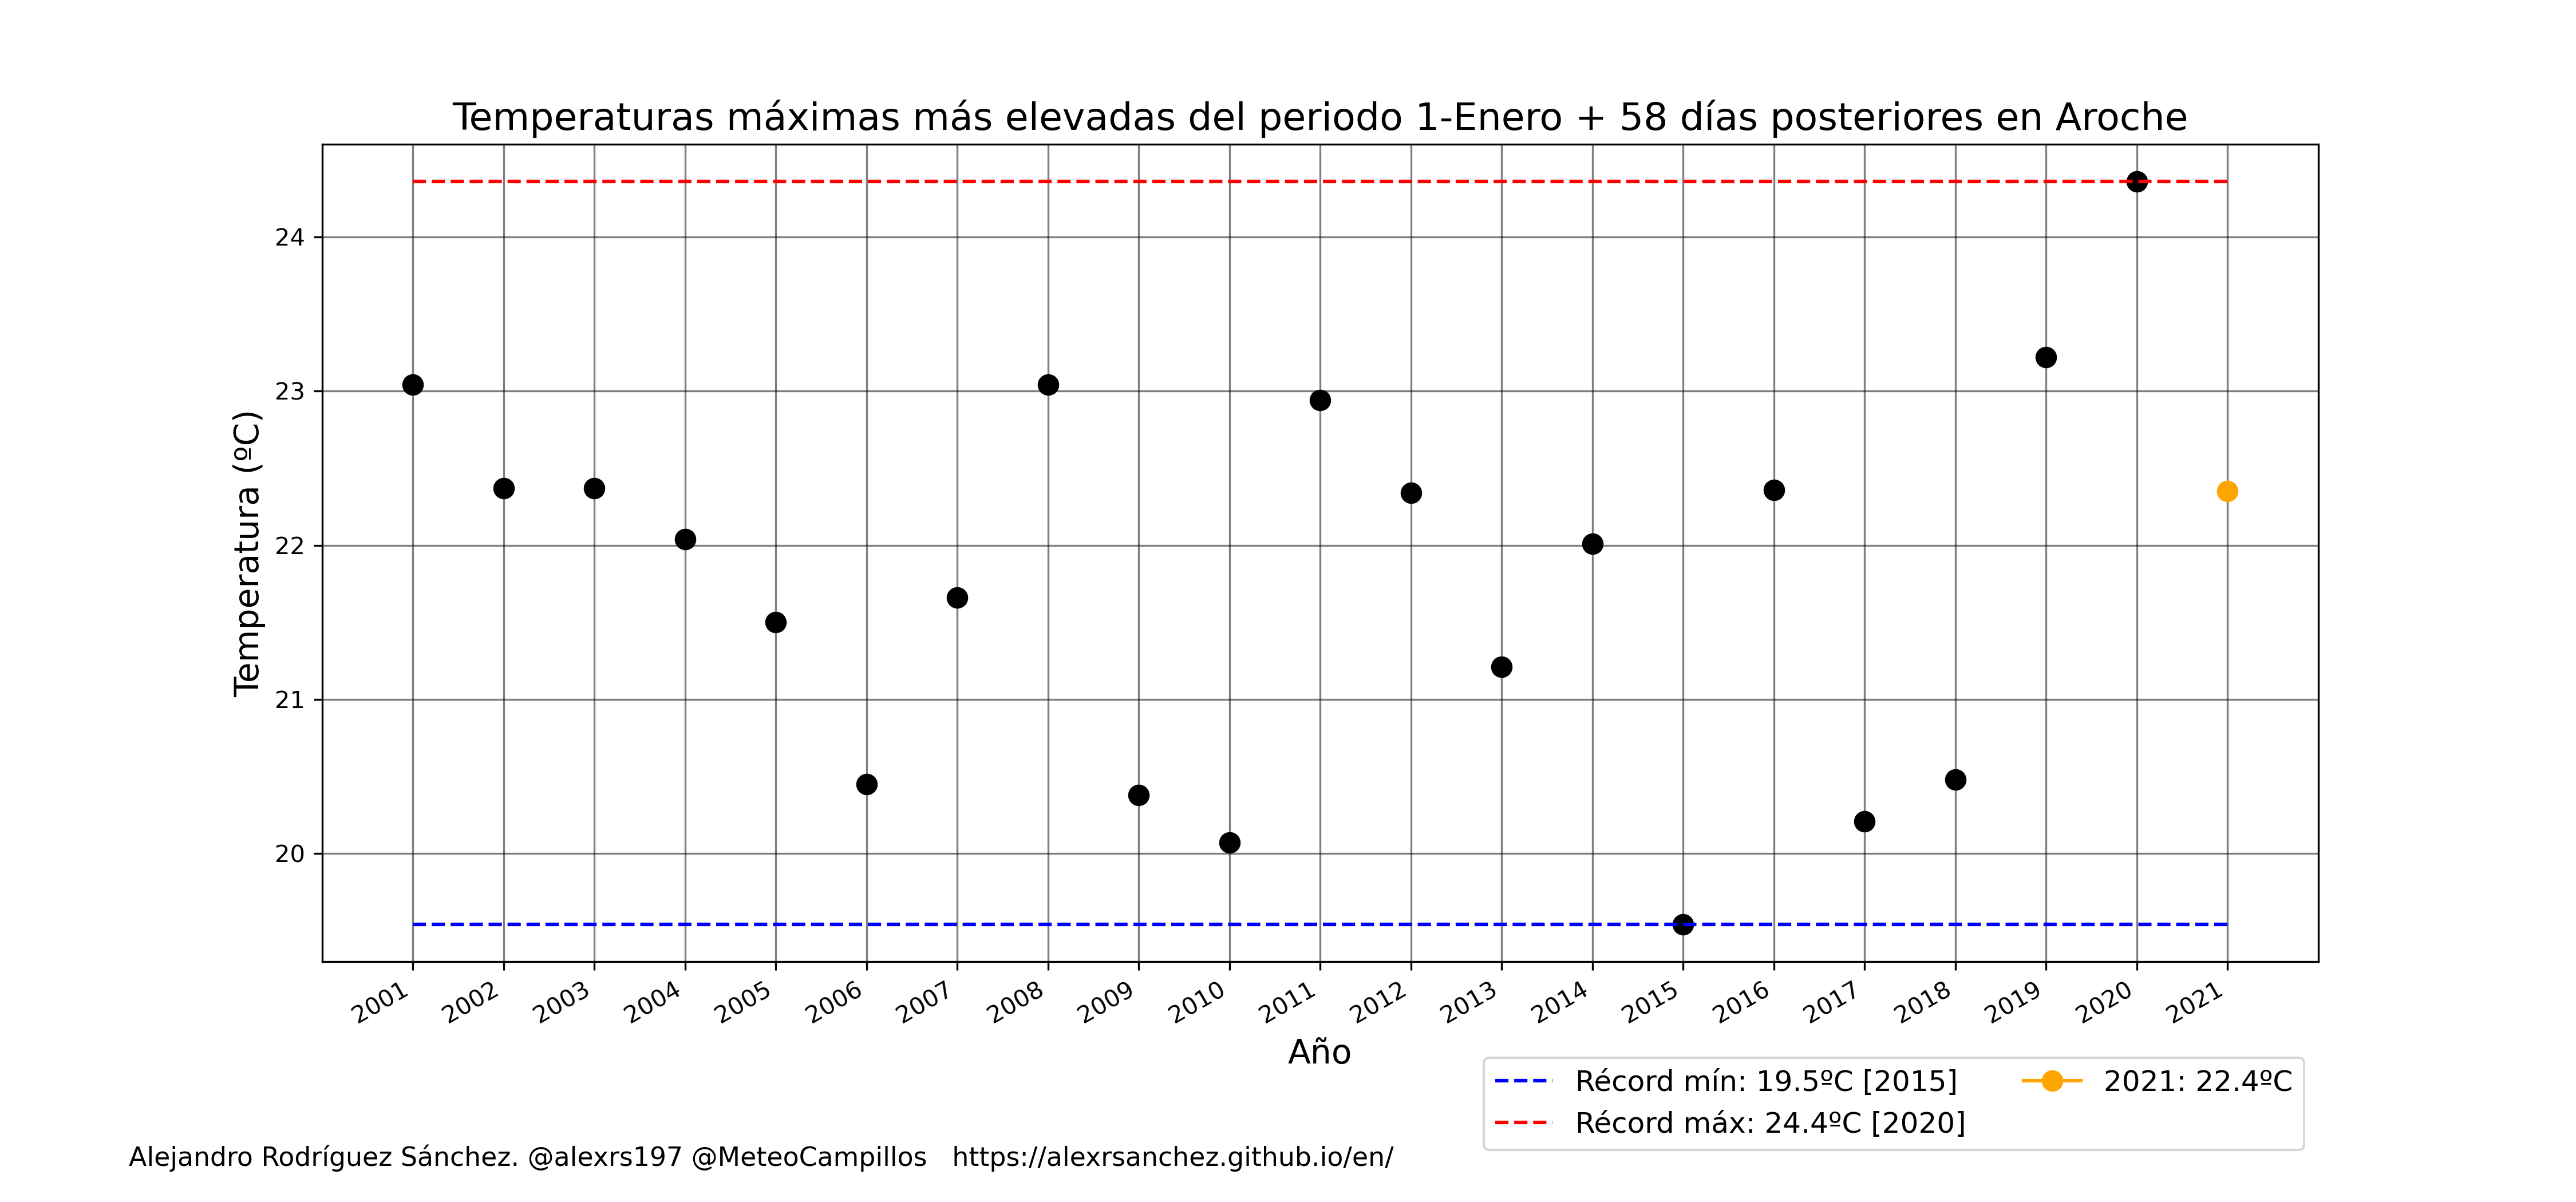 Temperaturas máximas más elevadas del periodo 1-Enero + 58 días posteriores en Aroche
Temperatura (ºC)
24
23
22
21
20
2001 2002 2003 2004 2005 2006 2007 2008 2009 2010 2011 2012 2013 2014 2015 2016 2017 2018 2019 2020 2021
Año
Récord mín: 19.5ºC [2015]
Récord máx: 24.4ºC [2020]
2021: 22.4ºC
Alejandro Rodríguez Sánchez. @alexrs197 @MeteoCampillos https://alexrsanchez.github.io/en/